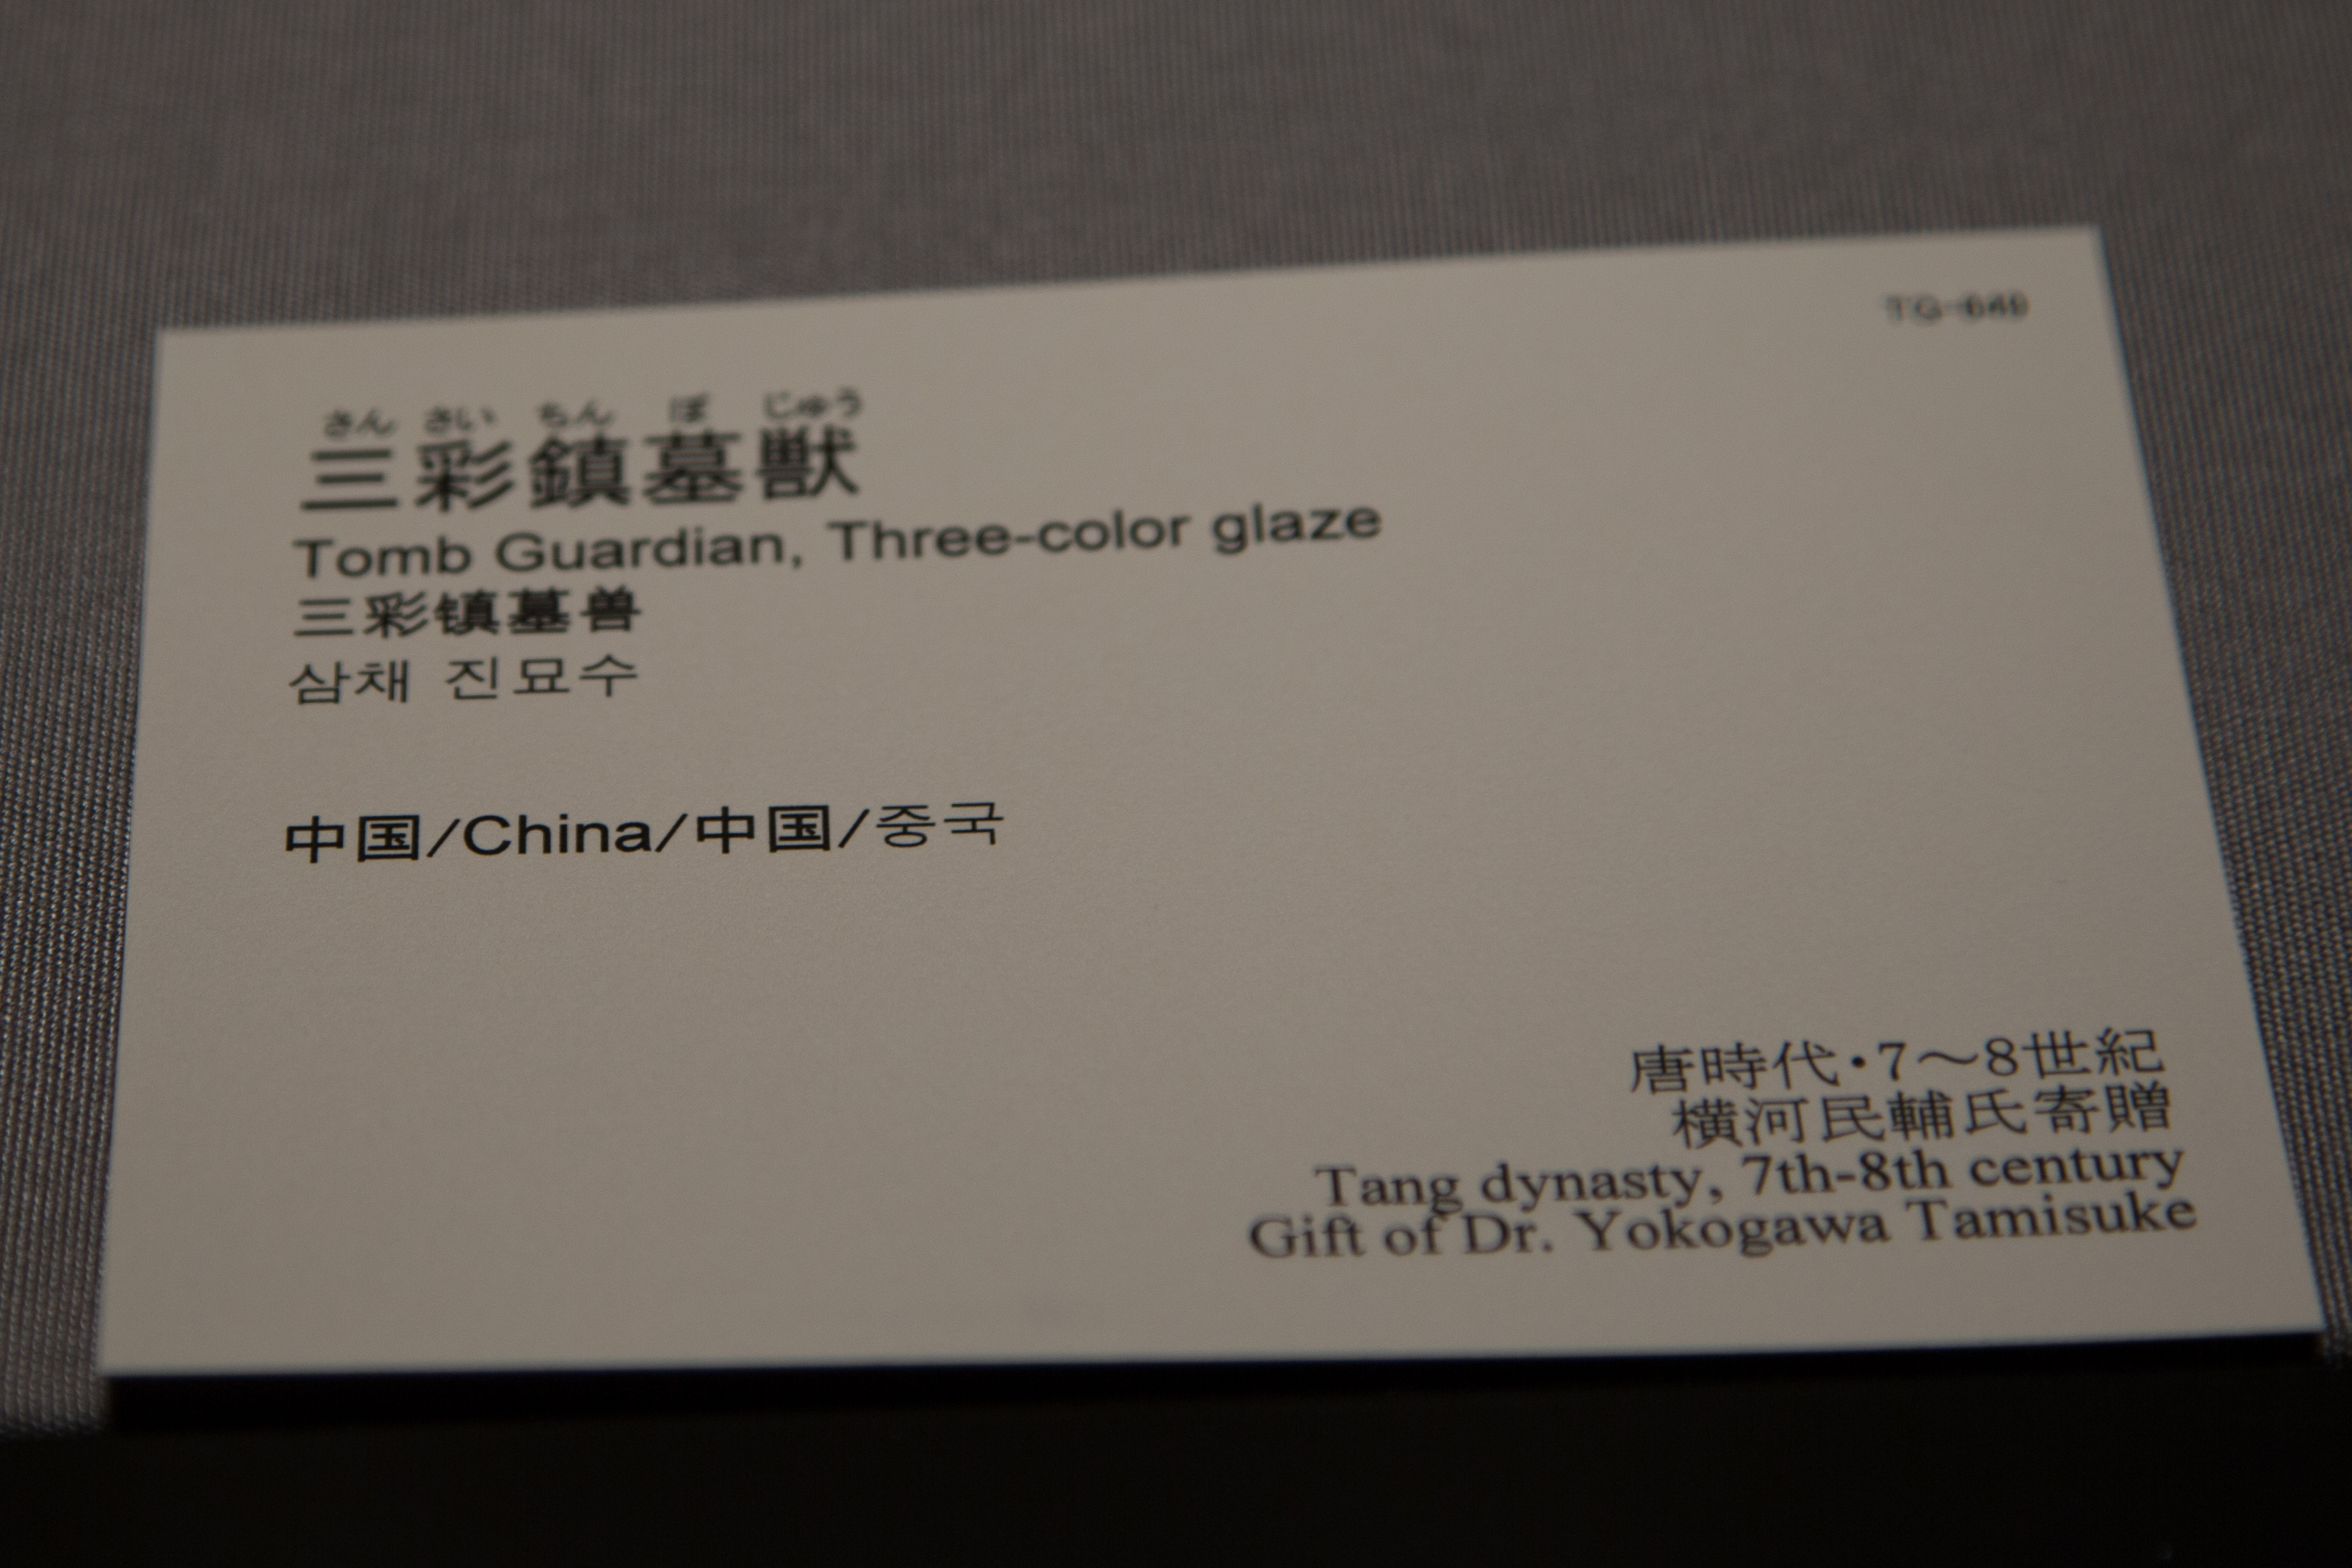 TG-649
さん さい ちん ぼ じゅう
三彩鎮墓獣
Tomb Guardian, Three-color glaze
三彩镇墓兽
삼채 진묘수
中国/China/中国/중국
唐時代・7～8世紀
横河民輔氏寄贈
Tang dynasty, 7th-8th century
Gift of Dr. Yokogawa Tamisuke